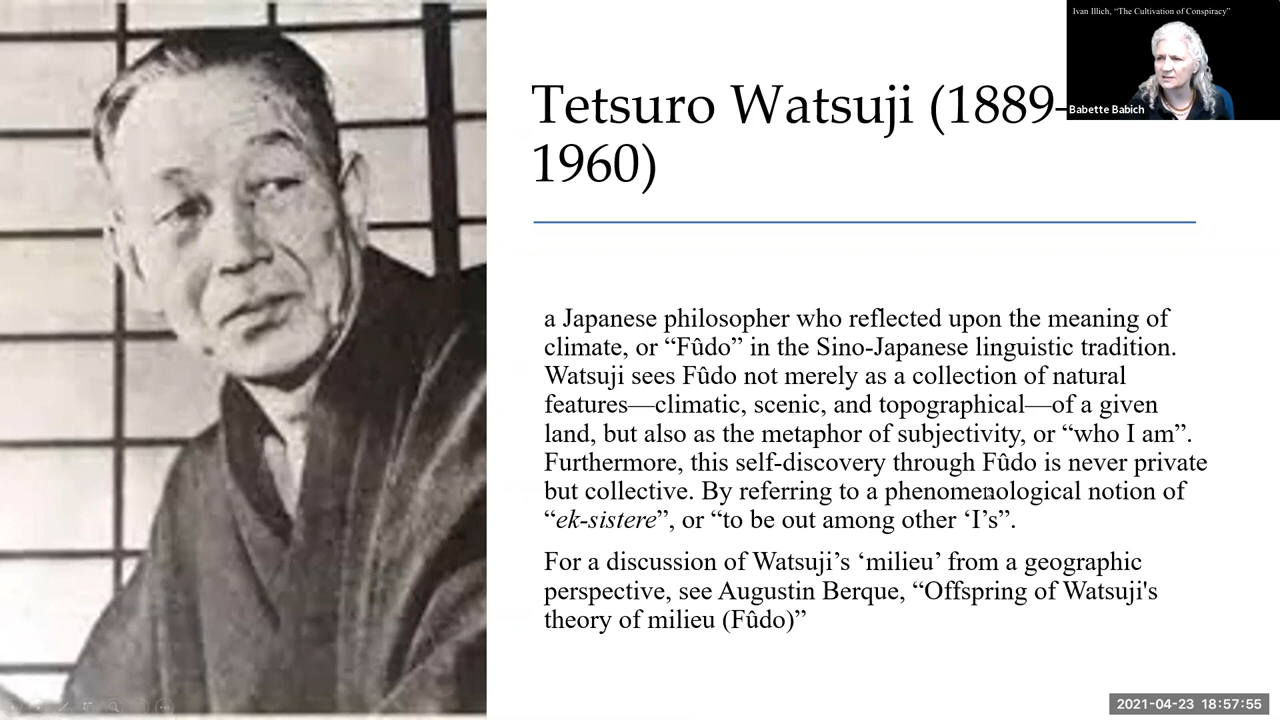 Ivan Illich, “The Cultivation of Conspiracy”
Babette Babich
Tetsuro Watsuji (1889-
1960)
a Japanese philosopher who reflected upon the meaning of
climate, or “Fûdo” in the Sino-Japanese linguistic tradition.
Watsuji sees Fûdo not merely as a collection of natural
features—climatic, scenic, and topographical—of a given
land, but also as the metaphor of subjectivity, or “who I am”.
Furthermore, this self-discovery through Fûdo is never private
but collective. By referring to a phenomenological notion of
“ek-sistere”, or “to be out among other ‘I’s”.
For a discussion of Watsuji’s ‘milieu’ from a geographic
perspective, see Augustin Berque, “Offspring of Watsuji's
theory of milieu (Fûdo)”
2021-04-23 18:57:55